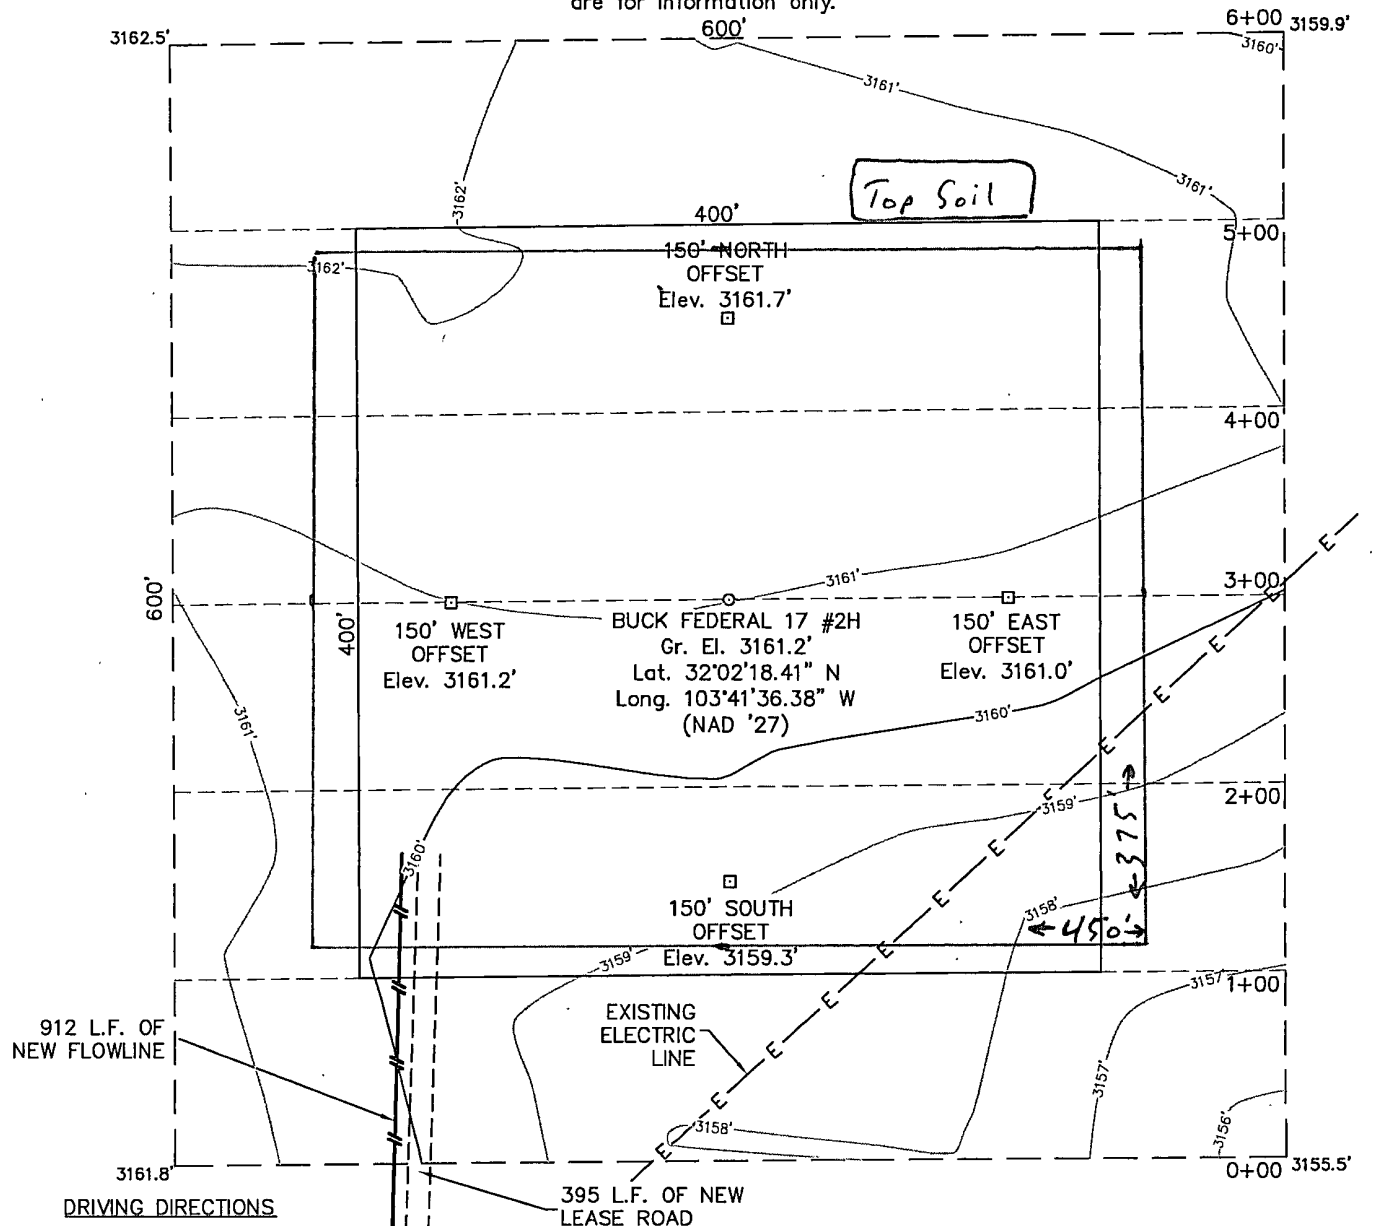 are for information only.
600'
6+00
3162.5'
3159.9'
3160'
3161'
3162'
Top Soil
3161'
400'
5+00
150' NORTH
OFFSET
Elev. 3161.7'
3162'
4+00
600'
400'
3161'
3+00
150' WEST
OFFSET
Elev. 3161.2'
BUCK FEDERAL 17 #2H
Gr. El. 3161.2'
Lat. 32°02'18.41" N
Long. 103°41'36.38" W
(NAD '27)
150' EAST
OFFSET
Elev. 3161.0'
E
E
E
3161'
3160'
E
2+00
E
3159'
375'
3160'
E
150' SOUTH
OFFSET
Elev. 3159.3'
E
3158'
450'
E
3159'
1+00
3157'
912 L.F. OF
NEW FLOWLINE
EXISTING
ELECTRIC
LINE
E
E
E
3157'
3158'
3156'
E
3161.8'
0+00
3155.5'
DRIVING DIRECTIONS
395 L.F. OF NEW
LEASE ROAD